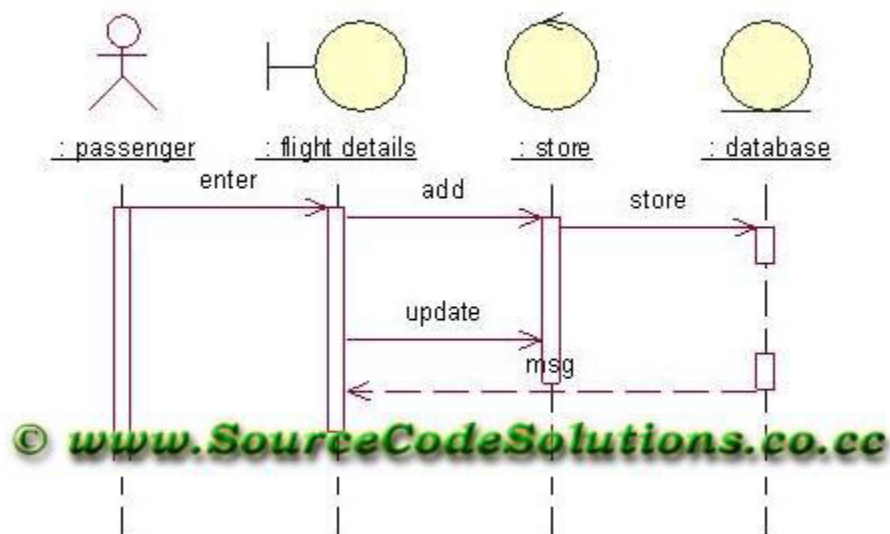 : passenger
: flight details
: store
: database
enter
add
store
update
msg
© www.SourceCodeSolutions.co.cc